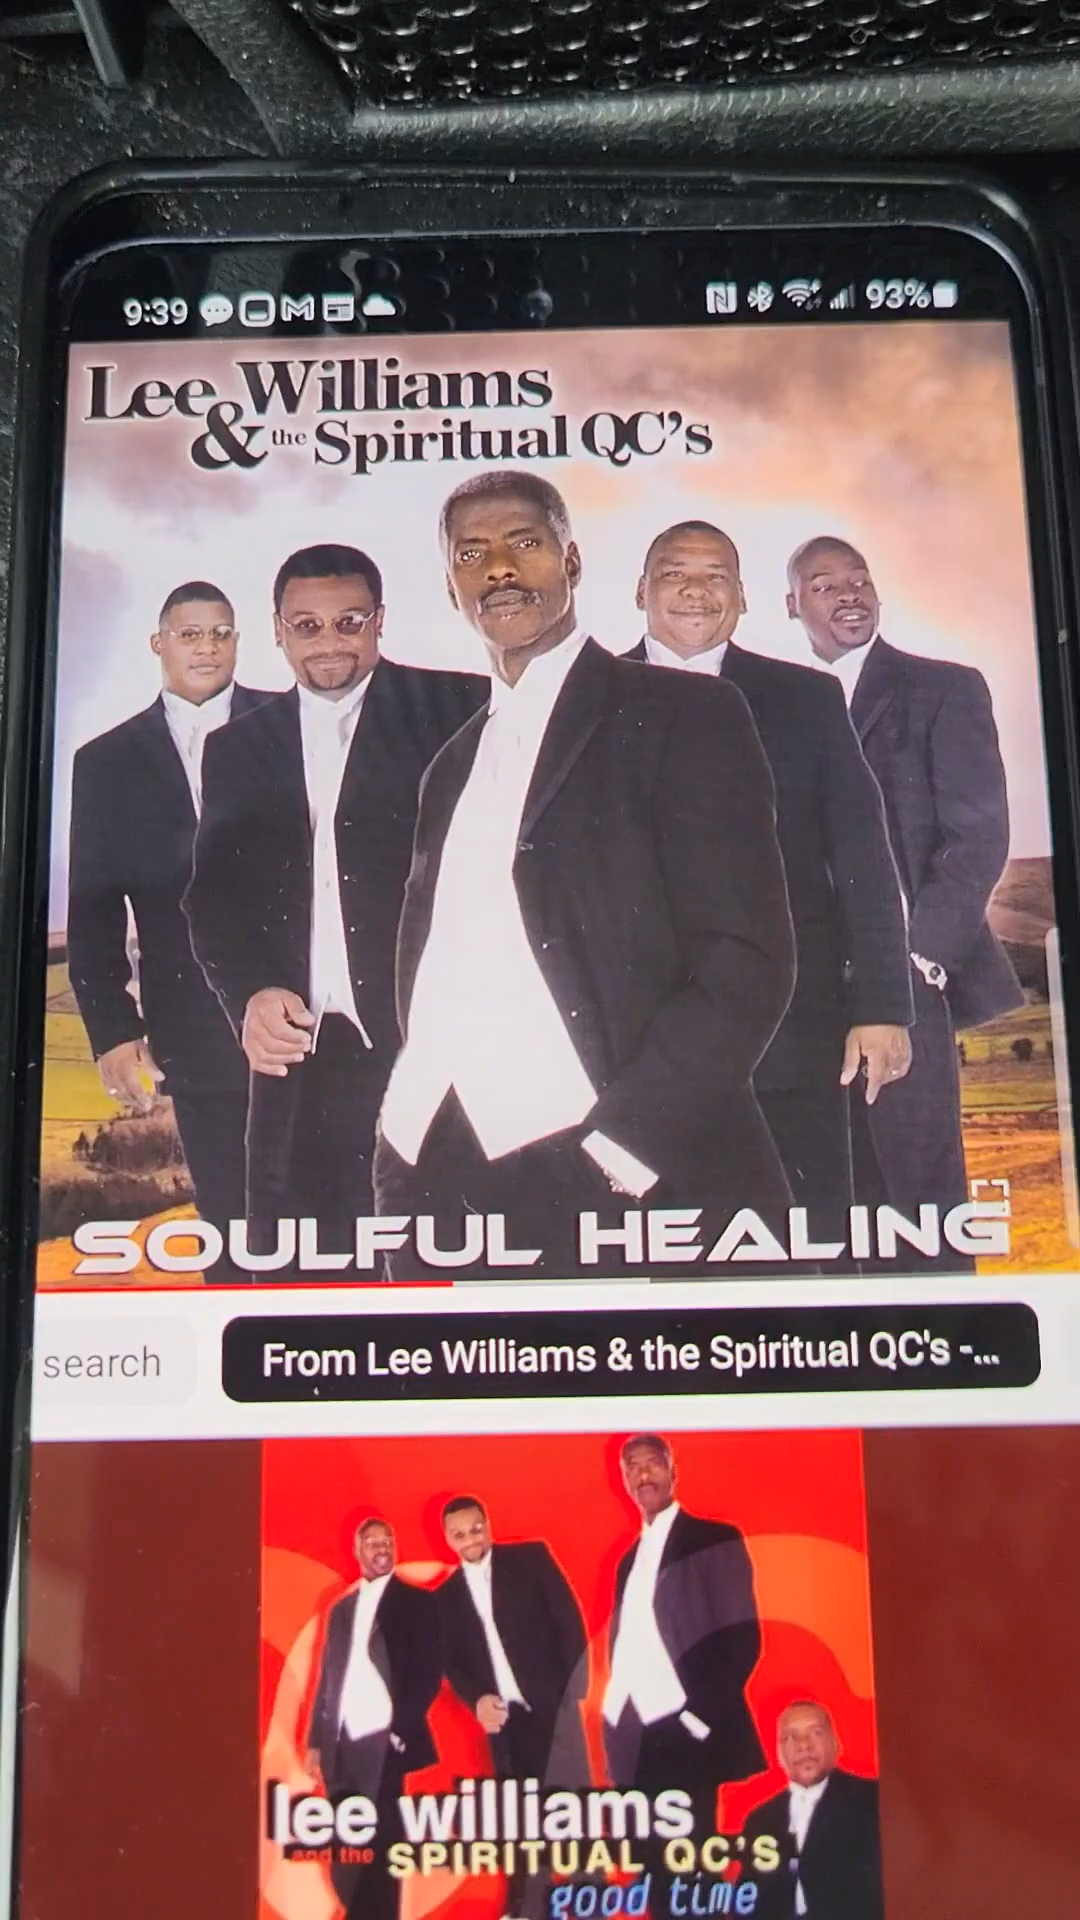 9:39
93%
Lee Williams
& the Spiritual QC's
SOULFUL HEALING
search
From Lee Williams & the Spiritual QC's -...
lee williams
and the SPIRITUAL QC'S
good time